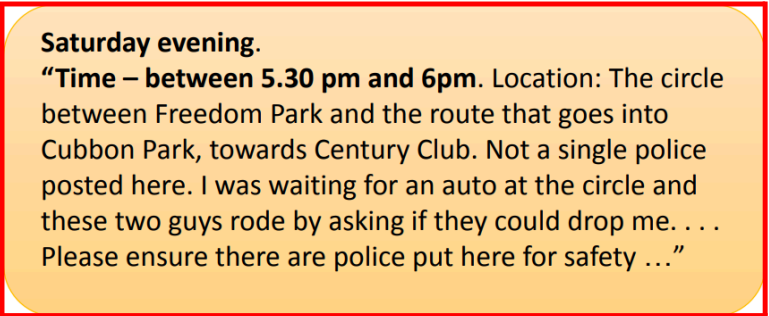 Saturday evening.
“Time – between 5.30 pm and 6pm. Location: The circle
between Freedom Park and the route that goes into
Cubbon Park, towards Century Club. Not a single police
posted here. I was waiting for an auto at the circle and
these two guys rode by asking if they could drop me. . . .
Please ensure there are police put here for safety …”